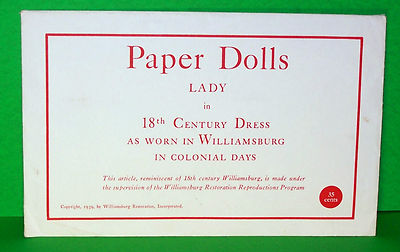 Paper Dolls
LADY
in
18th CENTURY DRESS
AS WORN IN WILLIAMSBURG
IN COLONIAL DAYS
This article, reminiscent of 18th century Williamsburg, is made under
the supervision of the Williamsburg Restoration Reproductions Program
35
cents
Copyright, 1939, by Williamsburg Restoration, Incorporated.